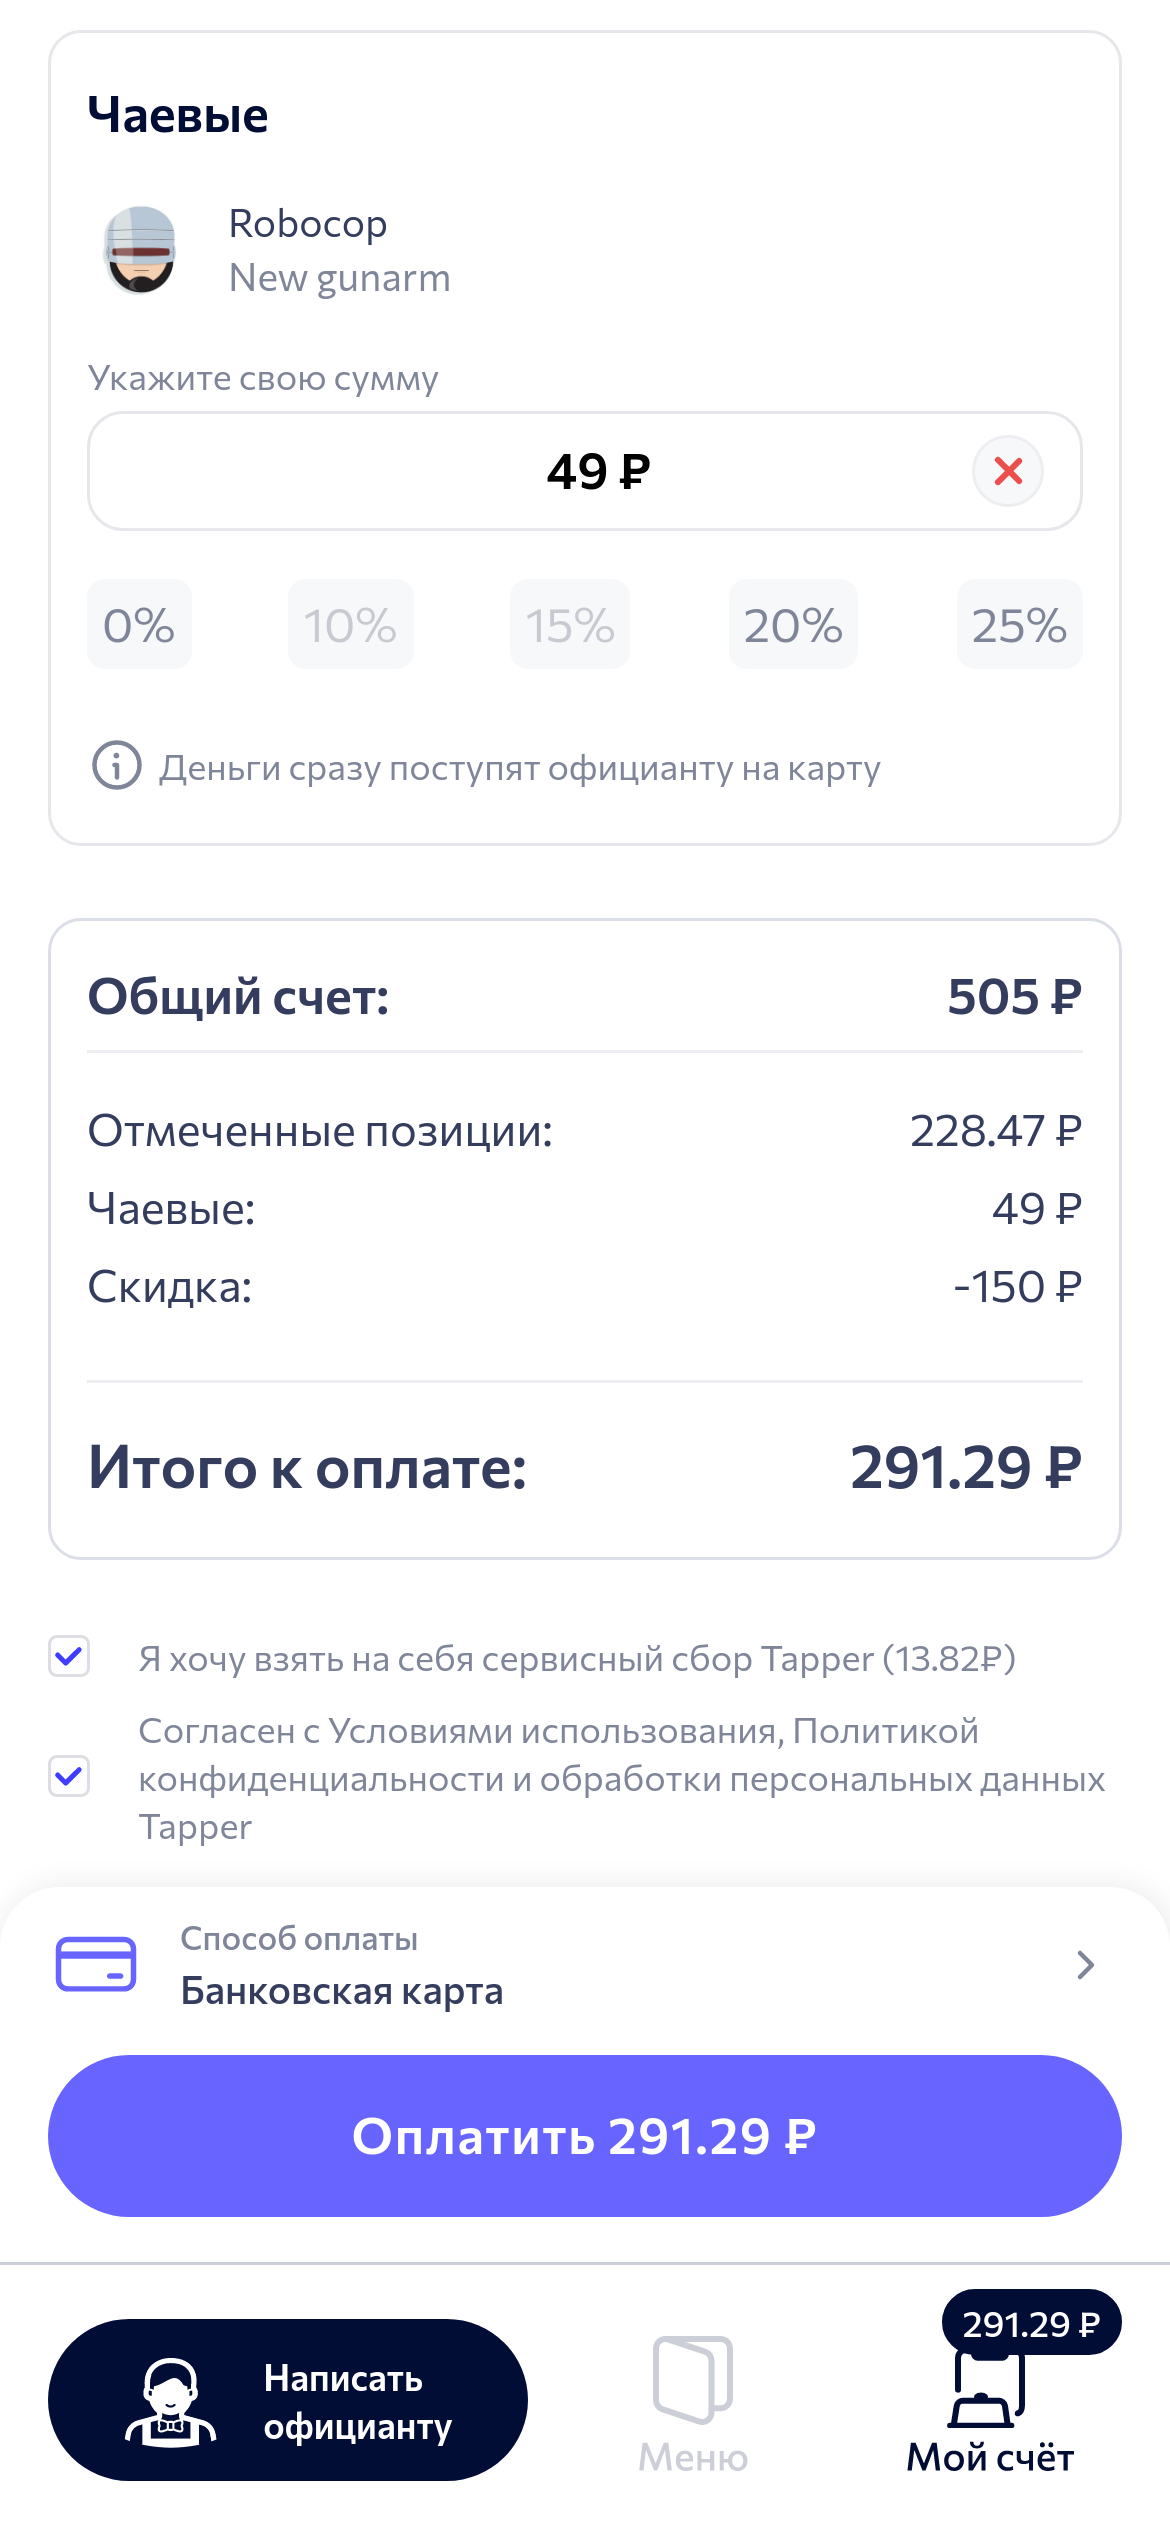 Чаевые
Robocop
New gunarm
Укажите свою сумму
49 ₽
0% 10% 15% 20% 25%
Деньги сразу поступят официанту на карту
Общий счет: 505 ₽
Отмеченные позиции: 228.47 ₽
Чаевые: 49 ₽
Скидка: -150 ₽
Итого к оплате: 291.29 ₽
Я хочу взять на себя сервисный сбор Tapper (13.82₽)
Согласен с Условиями использования, Политикой
конфиденциальности и обработки персональных данных
Tapper
Способ оплаты
Банковская карта
Оплатить 291.29 ₽
291.29 ₽
Написать
официанту
Меню
Мой счёт